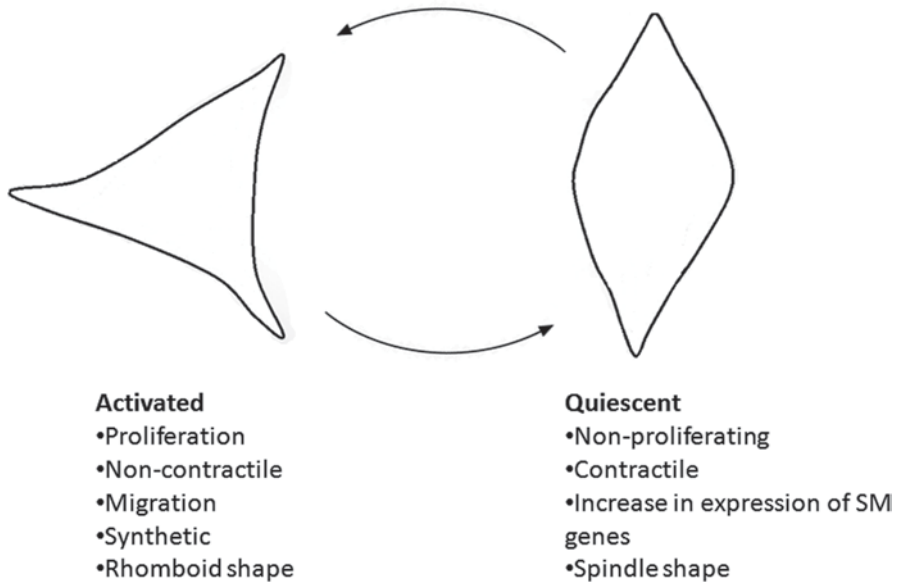 Activated
•Proliferation
•Non-contractile
•Migration
•Synthetic
•Rhomboid shape
Quiescent
•Non-proliferating
•Contractile
•Increase in expression of SM
genes
•Spindle shape